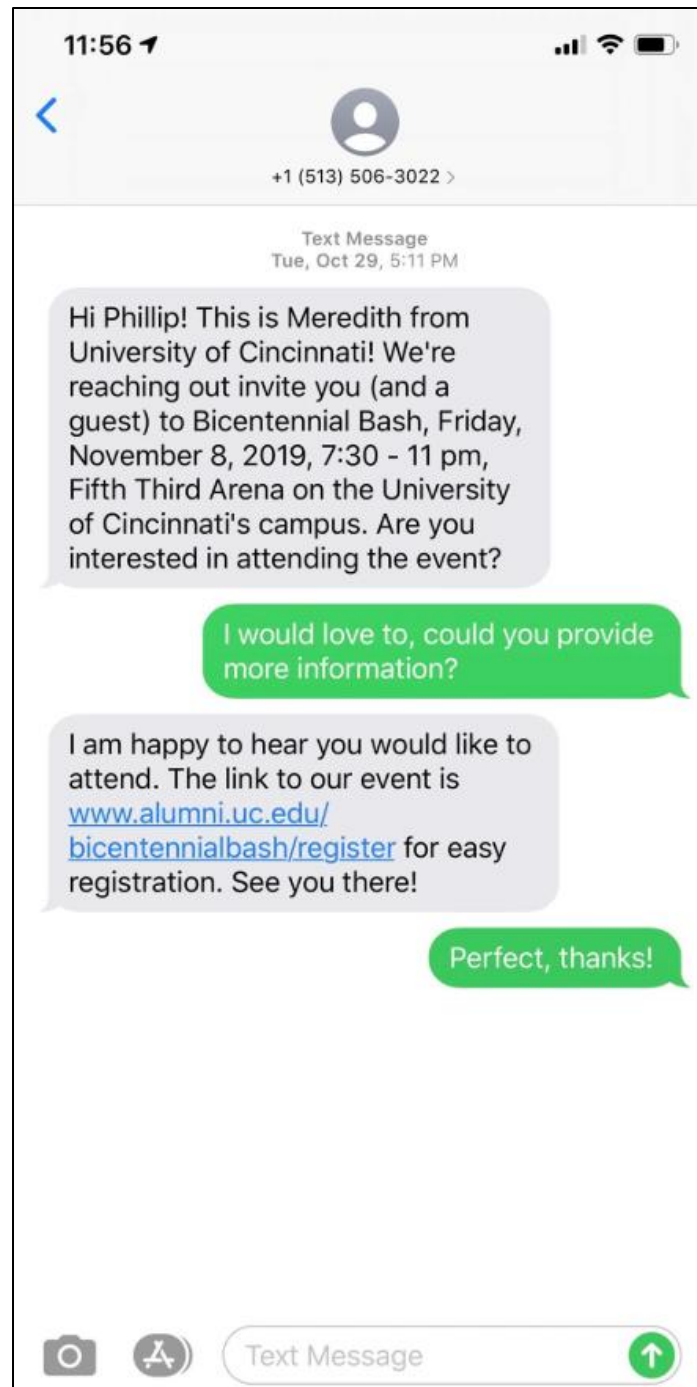 11:56
+1 (513) 506-3022 >
Text Message
Tue, Oct 29, 5:11 PM
Hi Phillip! This is Meredith from
University of Cincinnati! We're
reaching out invite you (and a
guest) to Bicentennial Bash, Friday,
November 8, 2019, 7:30 - 11 pm,
Fifth Third Arena on the University
of Cincinnati's campus. Are you
interested in attending the event?
I would love to, could you provide
more information?
I am happy to hear you would like to
attend. The link to our event is
www.alumni.uc.edu/
bicentennialbash/register for easy
registration. See you there!
Perfect, thanks!
Text Message